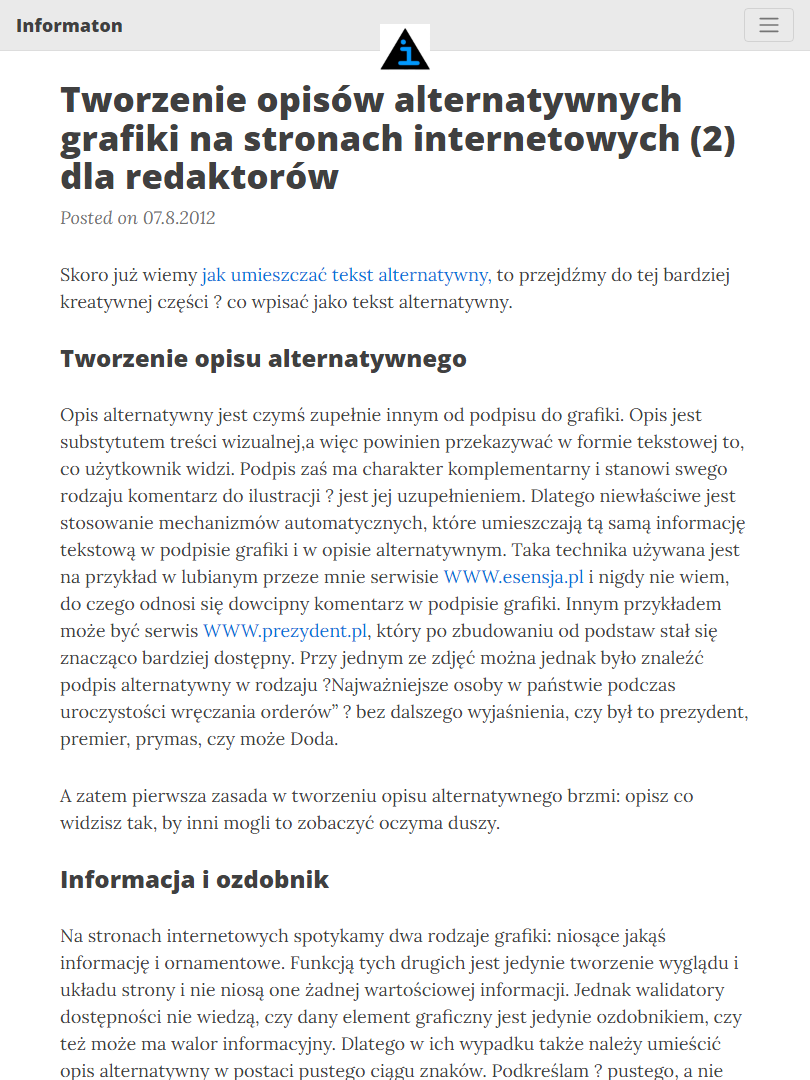 Informaton
i
Tworzenie opisów alternatywnych
grafiki na stronach internetowych (2)
dla redaktorów
Posted on 07.8.2012
Skoro już wiemy jak umieszczać tekst alternatywny, to przejdźmy do tej bardziej
kreatywnej części ? co wpisać jako tekst alternatywny.
Tworzenie opisu alternatywnego
Opis alternatywny jest czymś zupełnie innym od podpisu do grafiki. Opis jest
substytutem treści wizualnej,a więc powinien przekazywać w formie tekstowej to,
co użytkownik widzi. Podpis zaś ma charakter komplementarny i stanowi swego
rodzaju komentarz do ilustracji ? jest jej uzupełnieniem. Dlatego niewłaściwe jest
stosowanie mechanizmów automatycznych, które umieszczają tą samą informację
tekstową w podpisie grafiki i w opisie alternatywnym. Taka technika używana jest
na przykład w lubianym przeze mnie serwisie WWW.esensja.pl i nigdy nie wiem,
do czego odnosi się dowcipny komentarz w podpisie grafiki. Innym przykładem
może być serwis WWW.prezydent.pl, który po zbudowaniu od podstaw stał się
znacząco bardziej dostępny. Przy jednym ze zdjęć można jednak było znaleźć
podpis alternatywny w rodzaju ?Najważniejsze osoby w państwie podczas
uroczystości wręczania orderów” ? bez dalszego wyjaśnienia, czy był to prezydent,
premier, prymas, czy może Doda.
A zatem pierwsza zasada w tworzeniu opisu alternatywnego brzmi: opisz co
widzisz tak, by inni mogli to zobaczyć oczyma duszy.
Informacja i ozdobnik
Na stronach internetowych spotykamy dwa rodzaje grafiki: niosące jakąś
informację i ornamentowe. Funkcją tych drugich jest jedynie tworzenie wyglądu i
układu strony i nie niosą one żadnej wartościowej informacji. Jednak walidatory
dostępności nie wiedzą, czy dany element graficzny jest jedynie ozdobnikiem, czy
też może ma walor informacyjny. Dlatego w ich wypadku także należy umieścić
opis alternatywny w postaci pustego ciągu znaków. Podkreślam ? pustego, a nie